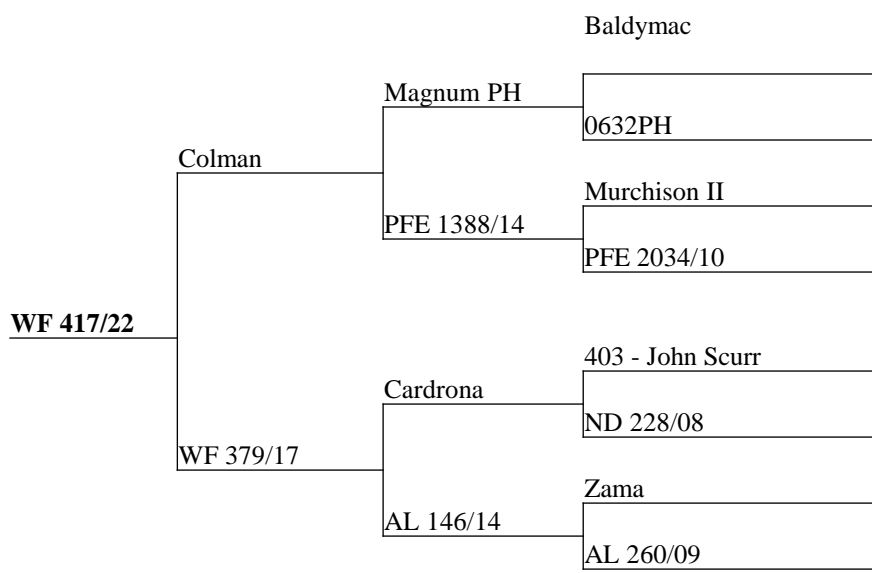 Baldymac
Magnum PH
0632PH
Colman
Murchison II
PFE 1388/14
PFE 2034/10
WF 417/22
403 - John Scurr
Cardrona
ND 228/08
WF 379/17
Zama
AL 146/14
AL 260/09